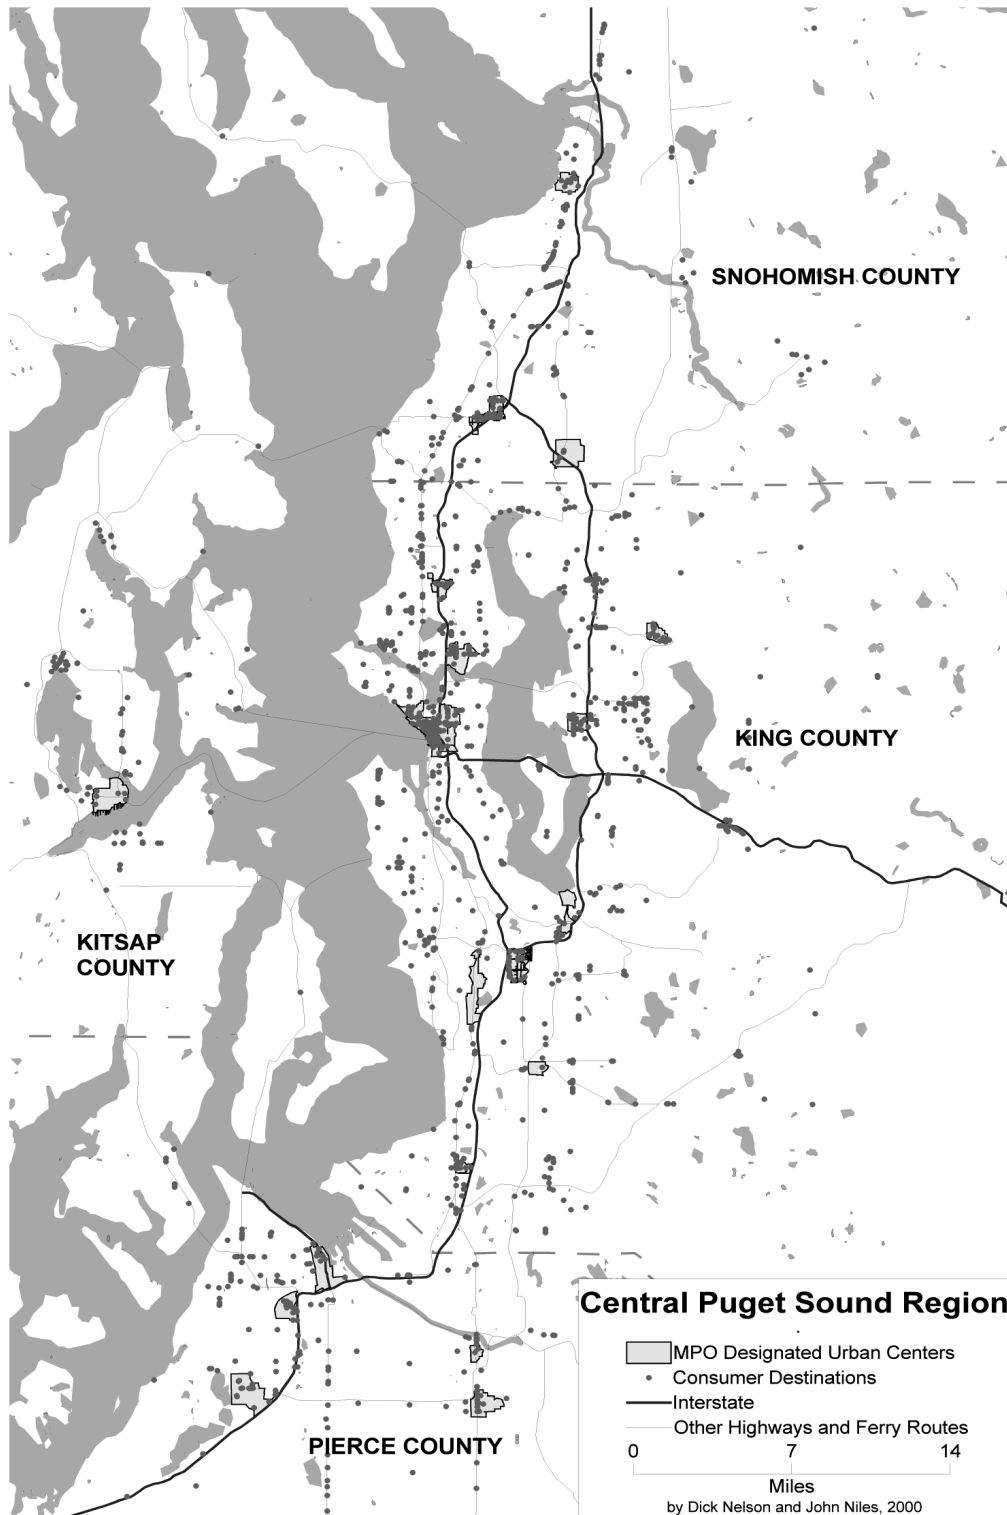 SNOHOMISH COUNTY
KING COUNTY
KITSAP
COUNTY
PIERCE COUNTY
Central Puget Sound Region
MPO Designated Urban Centers
Consumer Destinations
Interstate
Other Highways and Ferry Routes
0 7 14
Miles
by Dick Nelson and John Niles, 2000